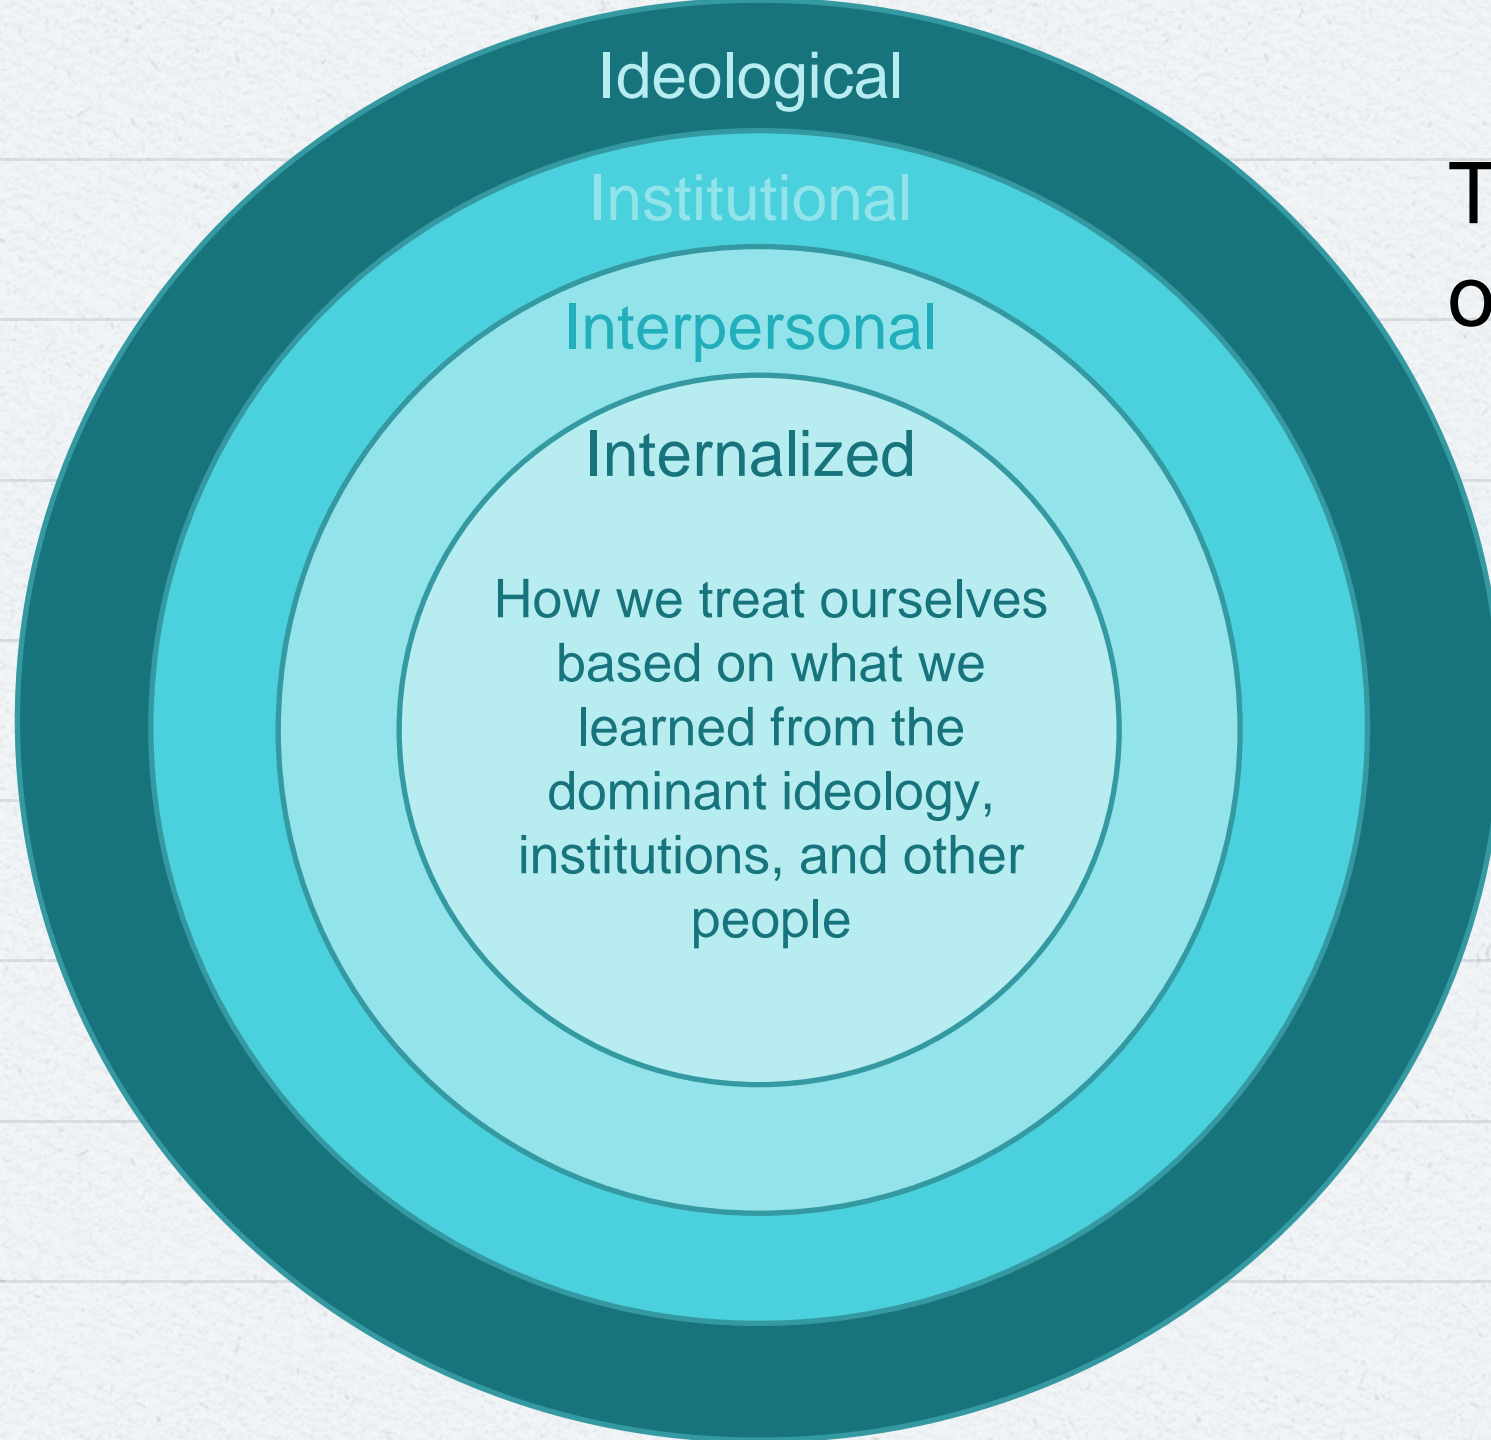 Ideological
T
Institutional
o
Interpersonal
Internalized
How we treat ourselves
based on what we
learned from the
dominant ideology,
institutions, and other
people